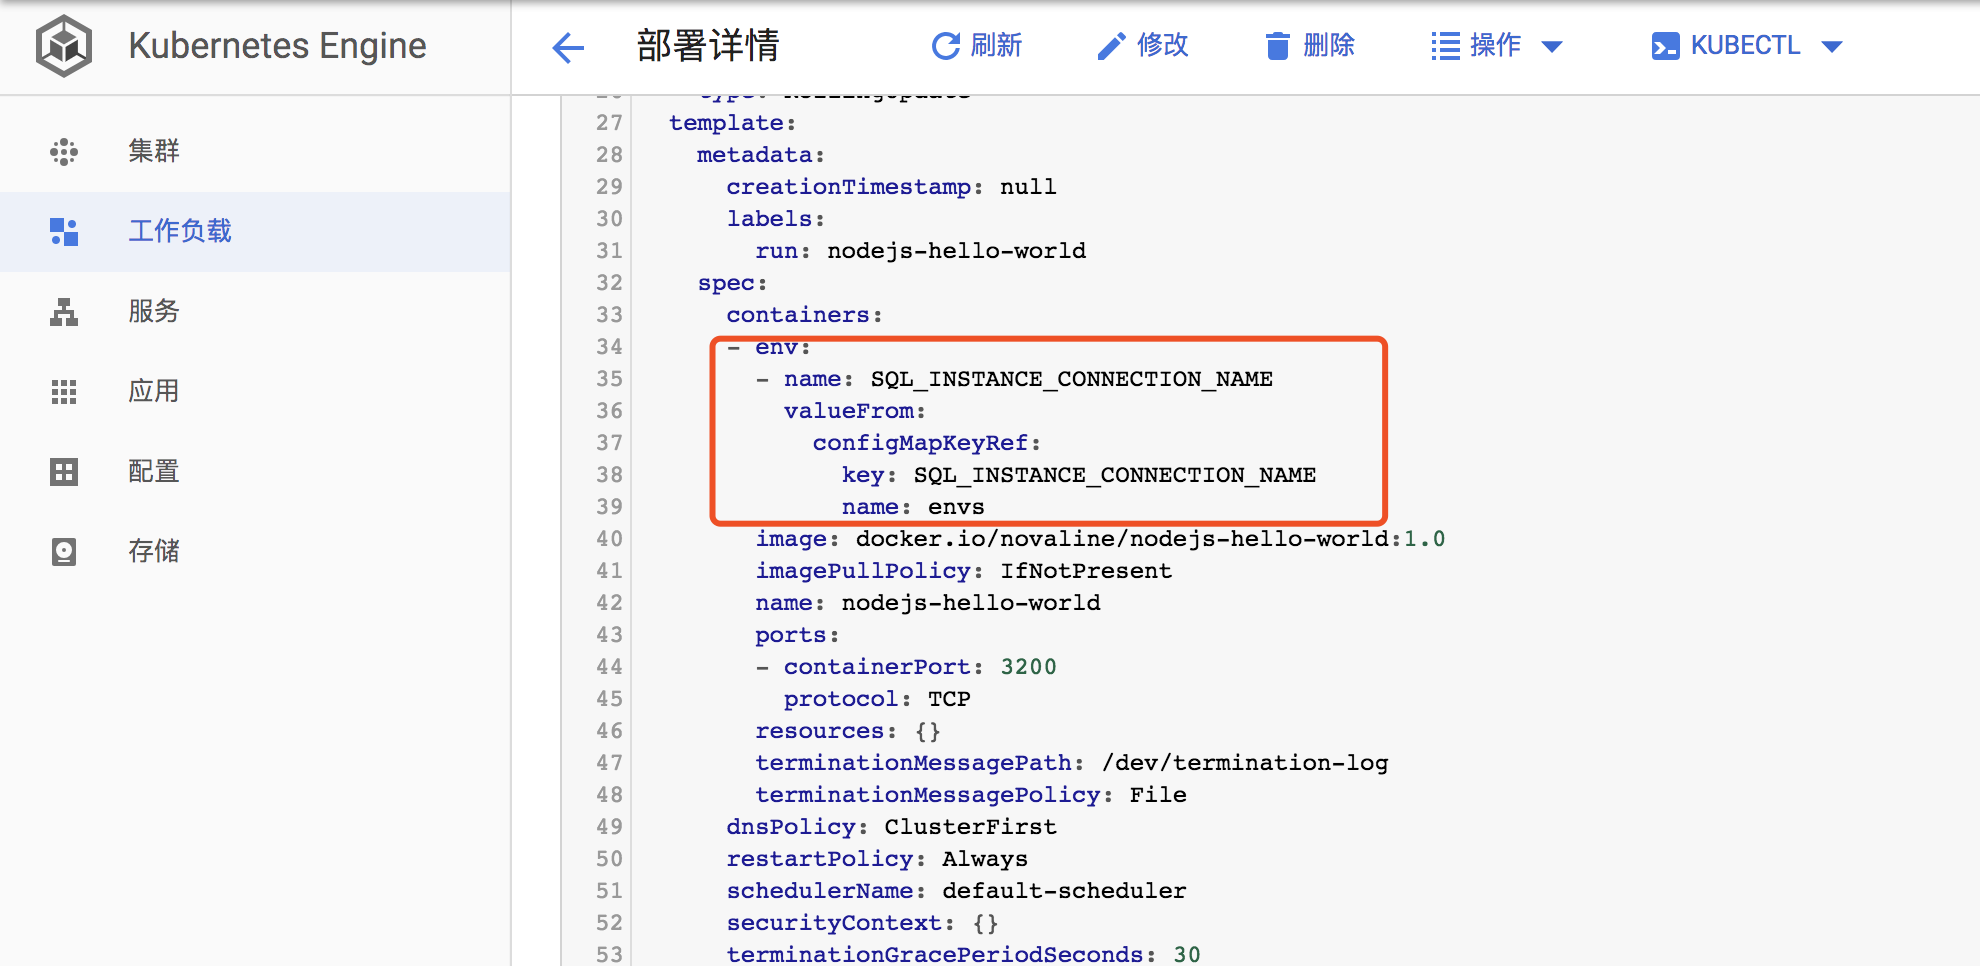 Kubernetes Engine
部署详情
刷新
修改
删除
操作
KUBECTL
集群
工作负载
服务
应用
配置
存储
26 type: RollingUpdate
27 template:
28 metadata:
29 creationTimestamp: null
30 labels:
31 run: nodejs-hello-world
32 spec:
33 containers:
34 - env:
35 - name: SQL_INSTANCE_CONNECTION_NAME
36 valueFrom:
37 configMapKeyRef:
38 key: SQL_INSTANCE_CONNECTION_NAME
39 name: envs
40 image: docker.io/novaline/nodejs-hello-world:1.0
41 imagePullPolicy: IfNotPresent
42 name: nodejs-hello-world
43 ports:
44 - containerPort: 3200
45 protocol: TCP
46 resources: {}
47 terminationMessagePath: /dev/termination-log
48 terminationMessagePolicy: File
49 dnsPolicy: ClusterFirst
50 restartPolicy: Always
51 schedulerName: default-scheduler
52 securityContext: {}
53 terminationGracePeriodSeconds: 30